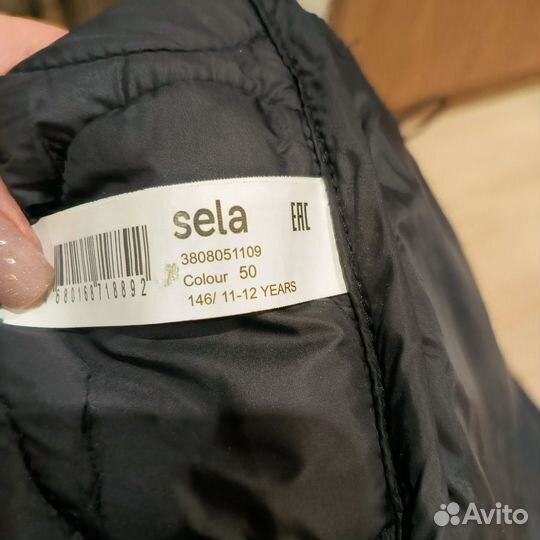 sela
EAC
3808051109
Colour 50
146/ 11-12 YEARS
680168718892
Avito